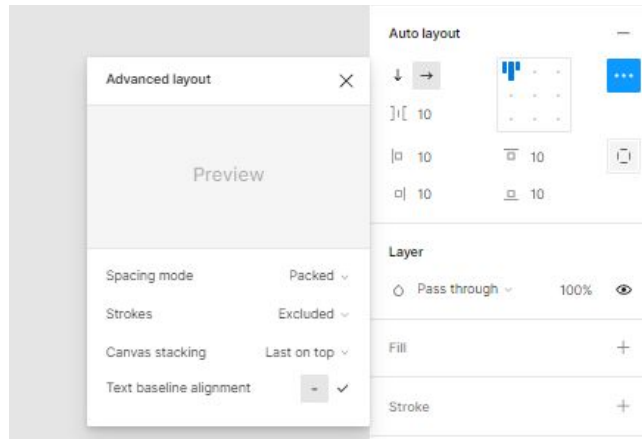 Auto layout
Advanced layout
10
10
10
10
10
Preview
Layer
Spacing mode
Packed
Pass through
100%
Strokes
Excluded
Canvas stacking
Last on top
Fill
Text baseline alignment
-
Stroke